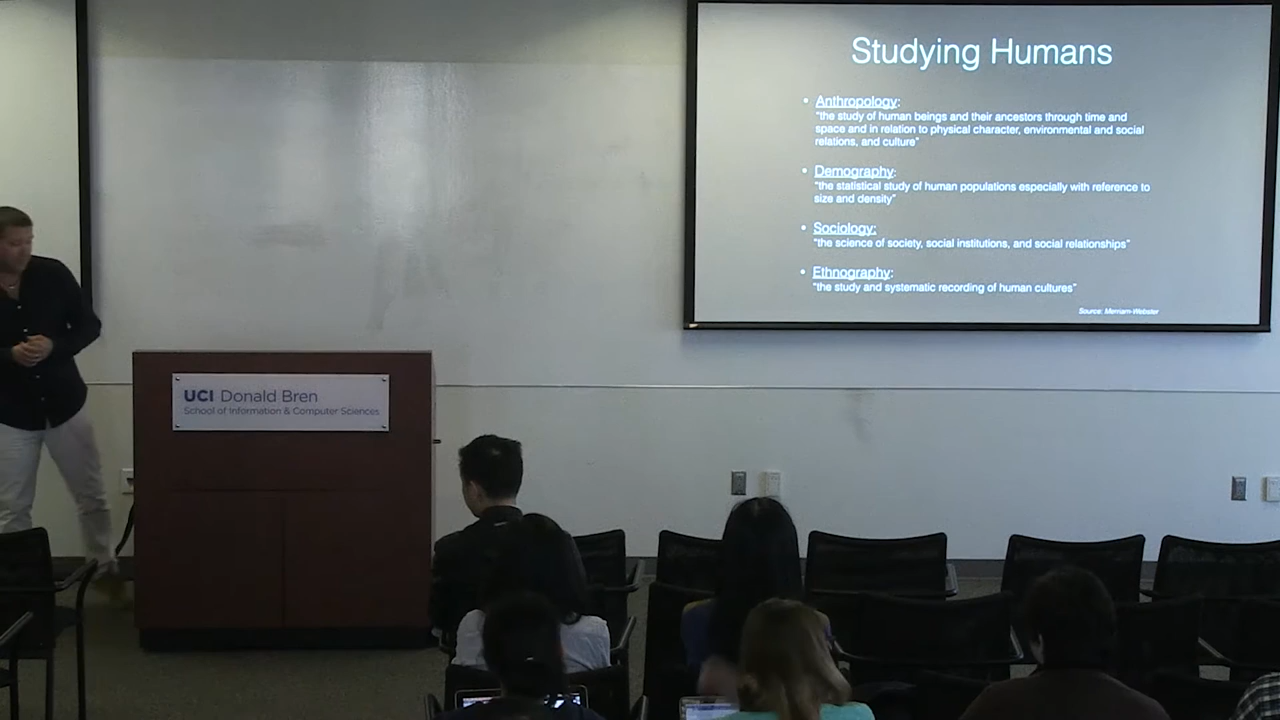 Studying Humans
• Anthropology:
"the study of human beings and their ancestors through time and
space and in relation to physical character, environmental and social
relations, and culture"
• Demography:
"the statistical study of human populations especially with reference to
size and density"
• Sociology:
"the science of society, social institutions, and social relationships"
• Ethnography:
"the study and systematic recording of human cultures"
Source: Merriam-Webster
UCI Donald Bren
School of Information & Computer Sciences